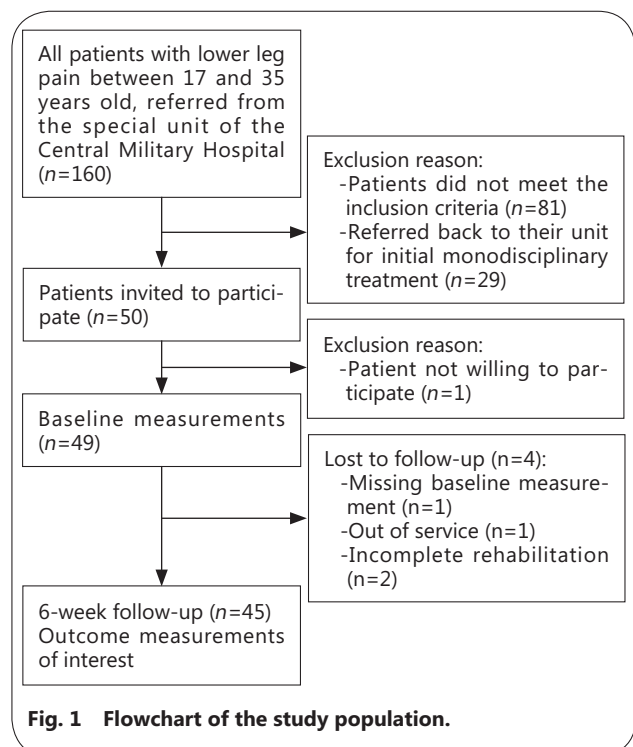 All patients with lower leg
pain between 17 and 35
years old, referred from
the special unit of the
Central Military Hospital
(n=160)
Exclusion reason:
-Patients did not meet the
inclusion criteria (n=81)
-Referred back to their unit
for initial monodisciplinary
treatment (n=29)
Patients invited to partici-
pate (n=50)
Exclusion reason:
-Patient not willing to par-
ticipate (n=1)
Baseline measurements
(n=49)
Lost to follow-up (n=4):
-Missing baseline measure-
ment (n=1)
-Out of service (n=1)
-Incomplete rehabilitation
(n=2)
6-week follow-up (n=45)
Outcome measurements
of interest
Fig. 1 Flowchart of the study population.